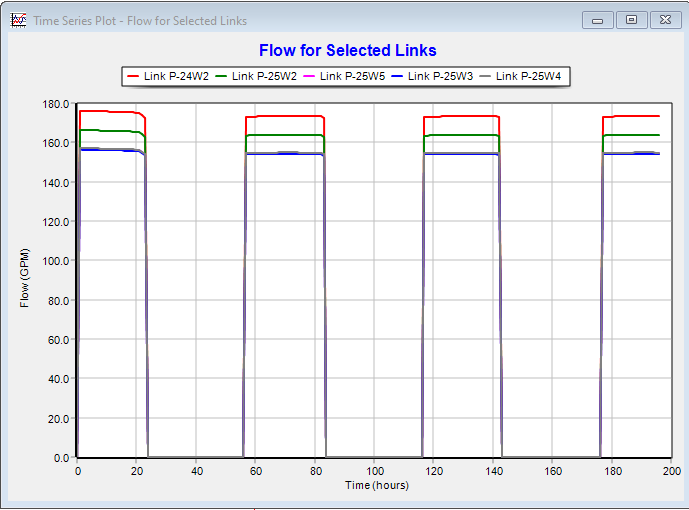 Time Series Plot - Flow for Selected Links
Flow for Selected Links
Link P-24W2 Link P-25W2 Link P-25W5 Link P-25W3 Link P-25W4
180.0
160.0
140.0
120.0
100.0
80.0
60.0
40.0
20.0
0.0
Flow (GPM)
0 20 40 60 80 100 120 140 160 180 200
Time (hours)